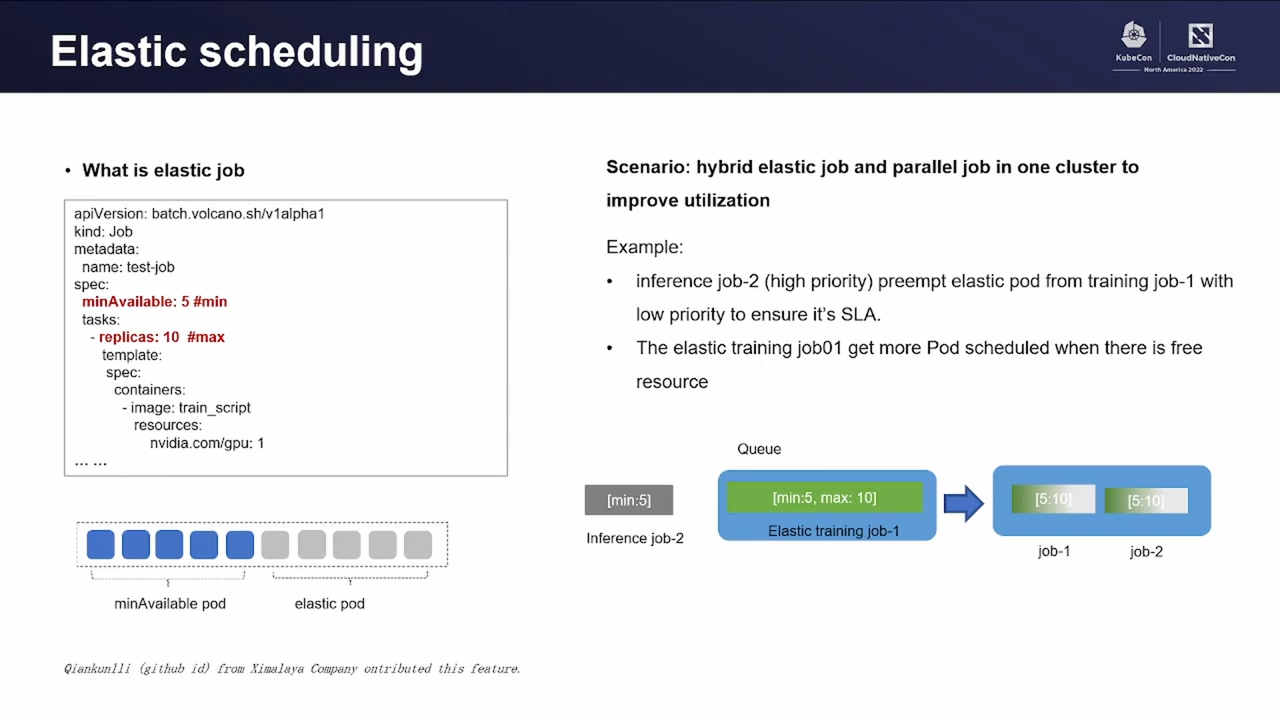 Elastic scheduling
KubeCon
CloudNativeCon
North America 2022
• What is elastic job
apiVersion: batch.volcano.sh/v1alpha1
kind: Job
metadata:
name: test-job
spec:
minAvailable: 5 #min
tasks:
- replicas: 10 #max
template:
spec:
containers:
- image: train_script
resources:
nvidia.com/gpu: 1
... ...
minAvailable pod
elastic pod
Qiankunlli (github id) from Ximalaya Company ontributed this feature.
Scenario: hybrid elastic job and parallel job in one cluster to
improve utilization
Example:
• inference job-2 (high priority) preempt elastic pod from training job-1 with
low priority to ensure it's SLA.
• The elastic training job01 get more Pod scheduled when there is free
resource
Queue
[min:5]
Inference job-2
[min:5, max: 10]
Elastic training job-1
[5:10]
[5:10]
job-1
job-2